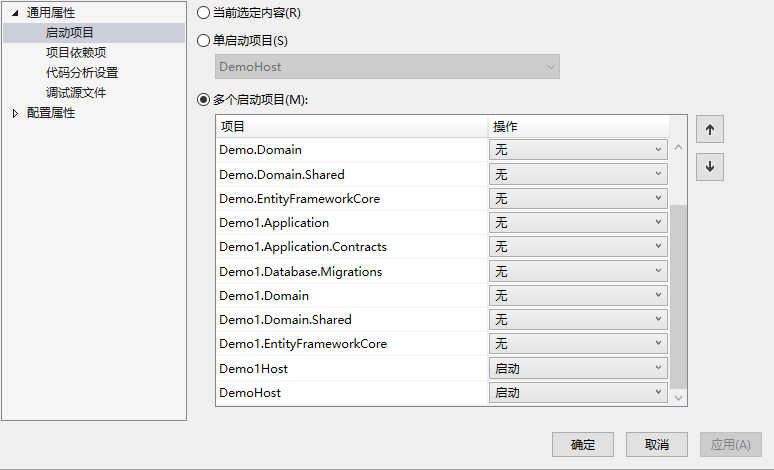 通用属性
启动项目
项目依赖项
代码分析设置
调试源文件
配置属性
当前选定内容(R)
单启动项目(S)
DemoHost
多个启动项目(M):
项目 操作
Demo.Domain 无
Demo.Domain.Shared 无
Demo.EntityFrameworkCore 无
Demo1.Application 无
Demo1.Application.Contracts 无
Demo1.Database.Migrations 无
Demo1.Domain 无
Demo1.Domain.Shared 无
Demo1.EntityFrameworkCore 无
Demo1Host 启动
DemoHost 启动
确定 取消 应用(A)